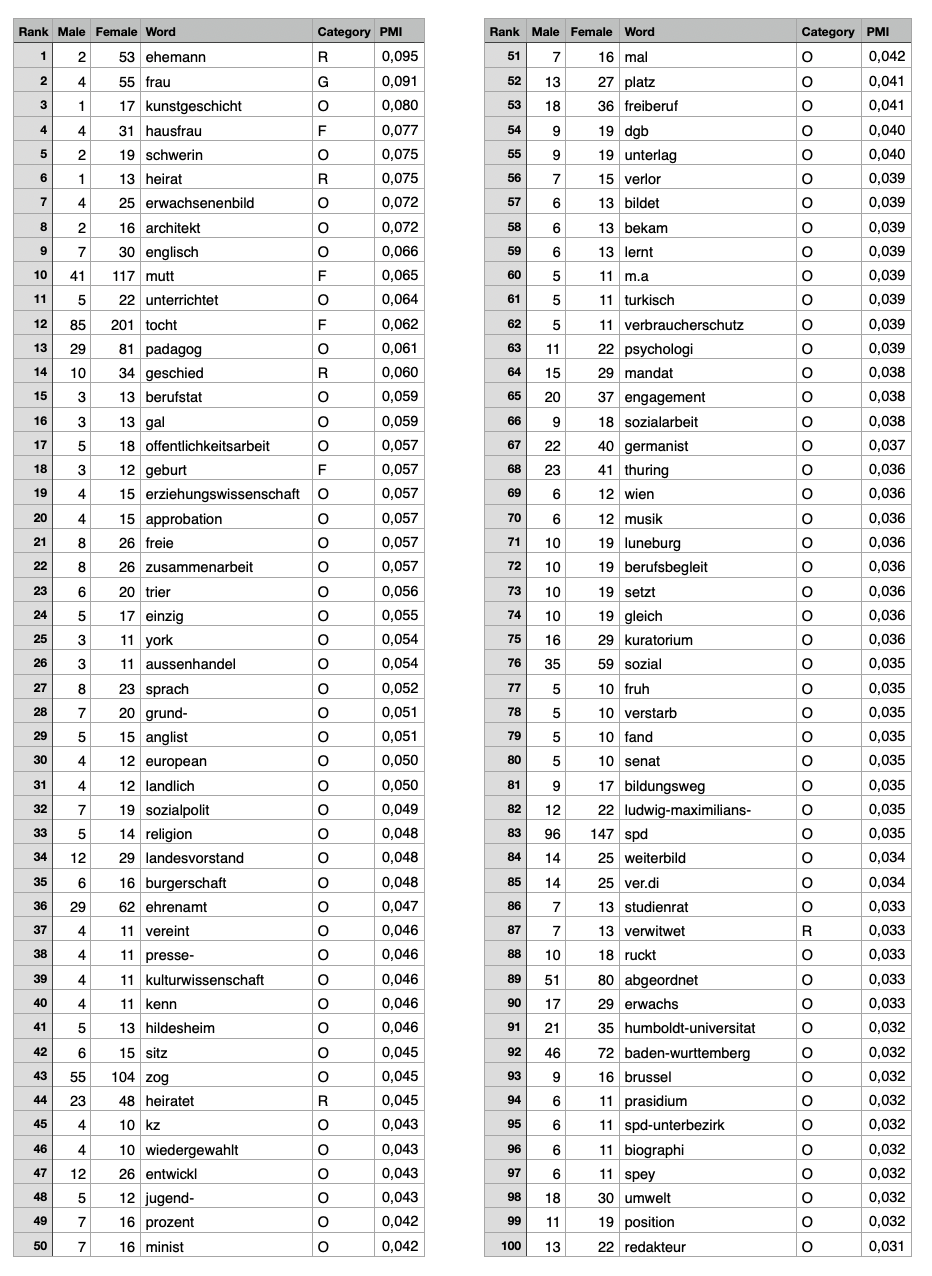 Rank Male Female Word Category PMI
1 2 53 ehemann R 0,095
2 4 55 frau G 0,091
3 1 17 kunstgeschicht O 0,080
4 4 31 hausfrau F 0,077
5 2 19 schwerin O 0,075
6 1 13 heirat R 0,075
7 4 25 erwachsenenbild O 0,072
8 2 16 architekt O 0,072
9 7 30 englisch O 0,066
10 41 117 mutt F 0,065
11 5 22 unterrichtet O 0,064
12 85 201 tocht F 0,062
13 29 81 padagog O 0,061
14 10 34 geschied R 0,060
15 3 13 berufstat O 0,059
16 3 13 gal O 0,059
17 5 18 offentlichkeitsarbeit O 0,057
18 3 12 geburt F 0,057
19 4 15 erziehungswissenschaft O 0,057
20 4 15 approbation O 0,057
21 8 26 freie O 0,057
22 8 26 zusammenarbeit O 0,057
23 6 20 trier O 0,056
24 5 17 einzig O 0,055
25 3 11 york O 0,054
26 3 11 aussenhandel O 0,054
27 8 23 sprach O 0,052
28 7 20 grund- O 0,051
29 5 15 anglist O 0,051
30 4 12 european O 0,050
31 4 12 landlich O 0,050
32 7 19 sozialpolit O 0,049
33 5 14 religion O 0,048
34 12 29 landesvorstand O 0,048
35 6 16 burgerschaft O 0,048
36 29 62 ehrenamt O 0,047
37 4 11 vereint O 0,046
38 4 11 presse- O 0,046
39 4 11 kulturwissenschaft O 0,046
40 4 11 kenn O 0,046
41 5 13 hildesheim O 0,046
42 6 15 sitz O 0,045
43 55 104 zog O 0,045
44 23 48 heiratet R 0,045
45 4 10 kz O 0,043
46 4 10 wiedergewahlt O 0,043
47 12 26 entwickl O 0,043
48 5 12 jugend- O 0,043
49 7 16 prozent O 0,042
50 7 16 minist O 0,042
Rank Male Female Word Category PMI
51 7 16 mal O 0,042
52 13 27 platz O 0,041
53 18 36 freiberuf O 0,041
54 9 19 dgb O 0,040
55 9 19 unterlag O 0,040
56 7 15 verlor O 0,039
57 6 13 bildet O 0,039
58 6 13 bekam O 0,039
59 6 13 lernt O 0,039
60 5 11 m.a O 0,039
61 5 11 turkisch O 0,039
62 5 11 verbraucherschutz O 0,039
63 11 22 psychologi O 0,039
64 15 29 mandat O 0,038
65 20 37 engagement O 0,038
66 9 18 sozialarbeit O 0,038
67 22 40 germanist O 0,037
68 23 41 thuring O 0,036
69 6 12 wien O 0,036
70 6 12 musik O 0,036
71 10 19 luneburg O 0,036
72 10 19 berufsbegleit O 0,036
73 10 19 setzt O 0,036
74 10 19 gleich O 0,036
75 16 29 kuratorium O 0,036
76 35 59 sozial O 0,035
77 5 10 fruh O 0,035
78 5 10 verstarb O 0,035
79 5 10 fand O 0,035
80 5 10 senat O 0,035
81 9 17 bildungsweg O 0,035
82 12 22 ludwig-maximilians- O 0,035
83 96 147 spd O 0,035
84 14 25 weiterbild O 0,034
85 14 25 ver.di O 0,034
86 7 13 studienrat O 0,033
87 7 13 verwitwet R 0,033
88 10 18 ruckt O 0,033
89 51 80 abgeordnet O 0,033
90 17 29 erwachs O 0,033
91 21 35 humboldt-universitat O 0,032
92 46 72 baden-wurttemberg O 0,032
93 9 16 brussel O 0,032
94 6 11 prasidium O 0,032
95 6 11 spd-unterbezirk O 0,032
96 6 11 biographi O 0,032
97 6 11 spey O 0,032
98 18 30 umwelt O 0,032
99 11 19 position O 0,032
100 13 22 redakteur O 0,031